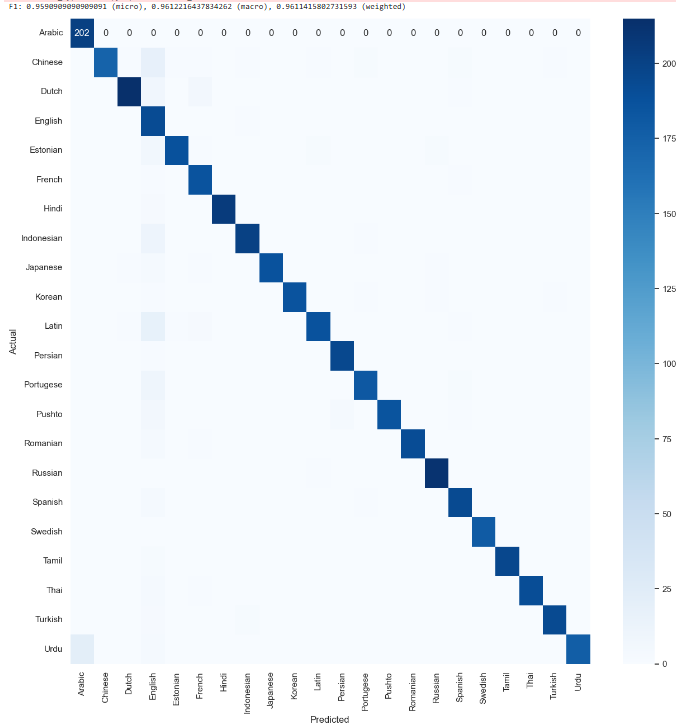 F1: 0.9590909090909091 (micro), 0.9612216437834262 (macro), 0.9611415802731593 (weighted)
Arabic 202 0 0 0 0 0 0 0 0 0 0 0 0 0 0 0 0 0 0 0 0 0
Chinese
Dutch
English
Estonian
French
Hindi
Indonesian
Japanese
Korean
Latin
Persian
Portugese
Pushto
Romanian
Russian
Spanish
Swedish
Tamil
Thai
Turkish
Urdu
Actual
Arabic
Chinese
Dutch
English
Estonian
French
Hindi
Indonesian
Japanese
Korean
Latin
Persian
Portugese
Pushto
Romanian
Russian
Spanish
Swedish
Tamil
Thai
Turkish
Urdu
Predicted
200
175
150
125
100
75
50
25
0